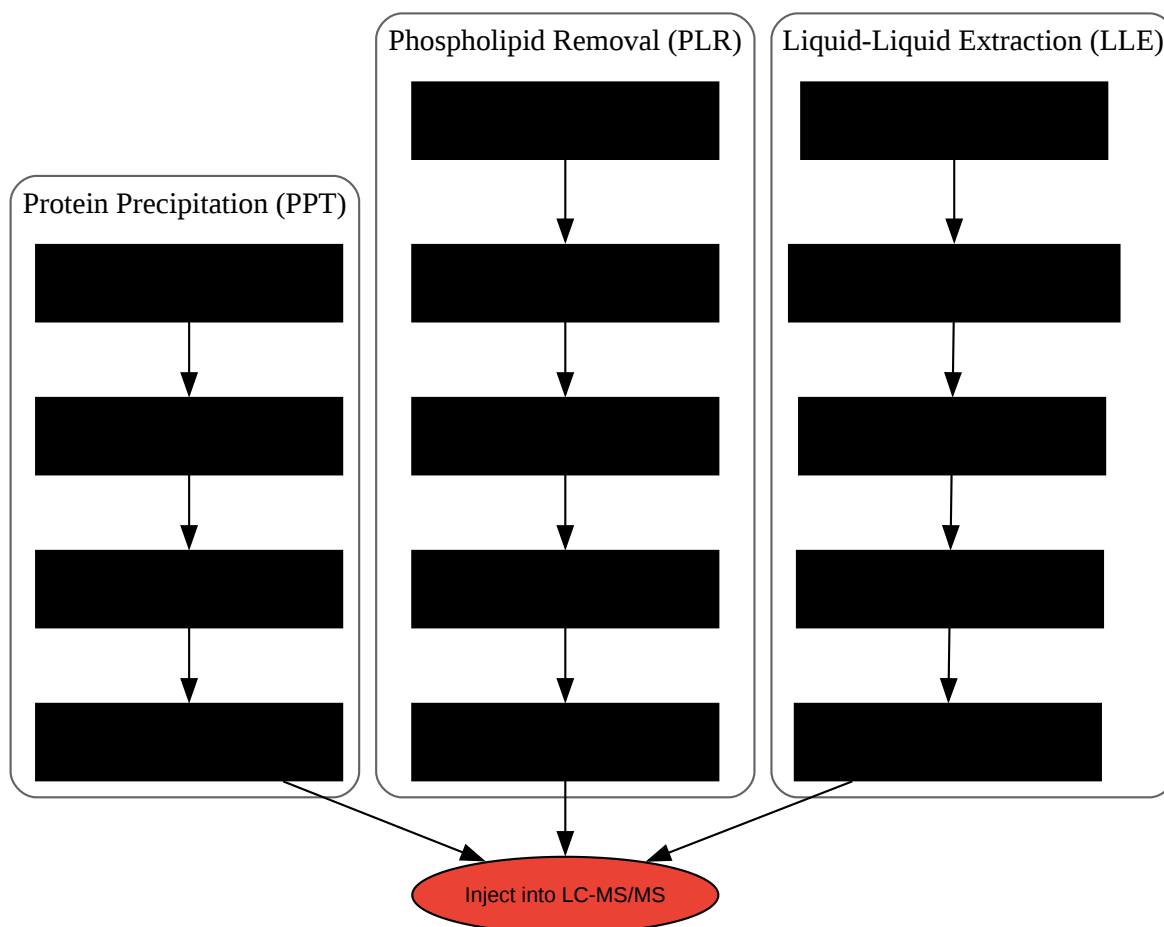 Phospholipid Removal (PLR)
Liquid-Liquid Extraction (LLE)
Protein Precipitation (PPT)
Inject into LC-MS/MS